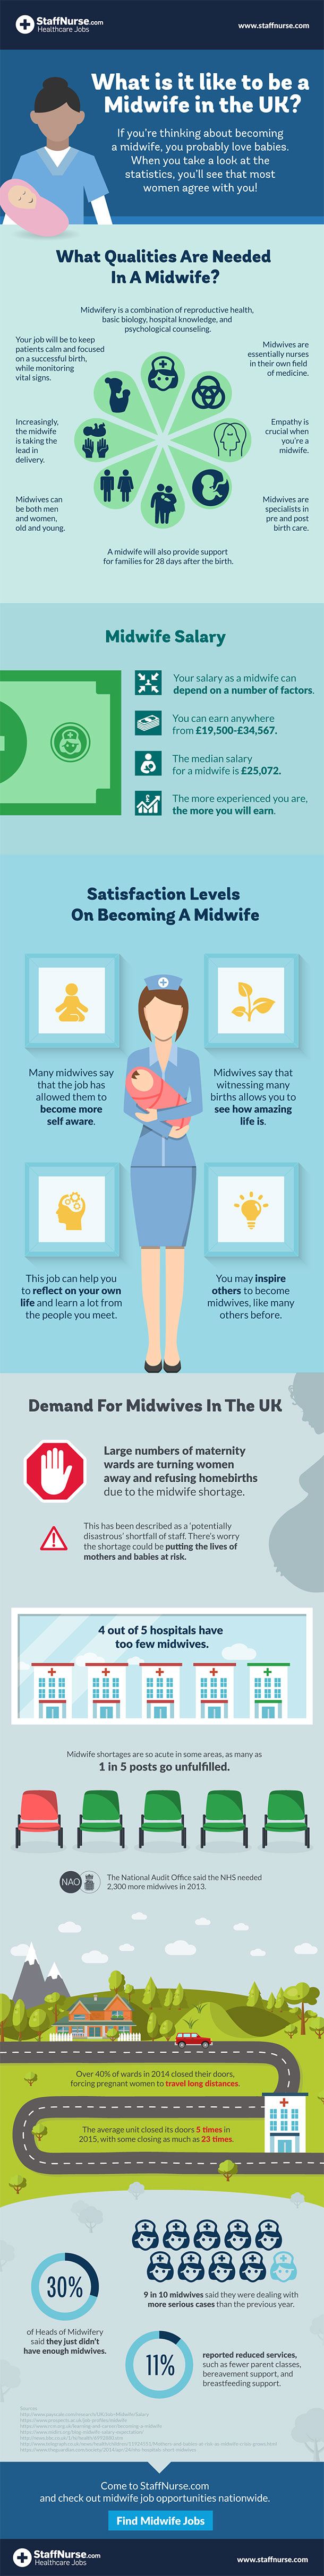 StaffNurse.com
Healthcare Jobs
www.staffnurse.com
What is it like to be a
Midwife in the UK?
If you're thinking about becoming
a midwife, you probably love babies.
When you take a look at the
statistics, you'll see that most
women agree with you!
What Qualities Are Needed
In A Midwife?
Midwifery is a combination of reproductive health,
basic biology, hospital knowledge, and
psychological counseling.
Your job will be to keep
patients calm and focused
on a successful birth,
while monitoring
vital signs.
Midwives are
essentially nurses
in their own field
of medicine.
Increasingly,
the midwife
is taking the
lead in
delivery.
Empathy is
crucial when
you're a
midwife.
Midwives can
be both men
and women,
old and young.
Midwives are
specialists in
pre and post
birth care.
A midwife will also provide support
for families for 28 days after the birth.
Midwife Salary
Your salary as a midwife can
depend on a number of factors.
You can earn anywhere
from £19,500-£34,567.
The median salary
for a midwife is £25,072.
The more experienced you are,
the more you will earn.
Satisfaction Levels
On Becoming A Midwife
Many midwives say
that the job has
allowed them to
become more
self aware.
Midwives say that
witnessing many
births allows you to
see how amazing
life is.
This job can help you
to reflect on your own
life and learn a lot from
the people you meet.
You may inspire
others to become
midwives, like many
others before.
Demand For Midwives In The UK
Large numbers of maternity
wards are turning women
away and refusing homebirths
due to the midwife shortage.
This has been described as a 'potentially
disastrous' shortfall of staff. There's worry
the shortage could be putting the lives of
mothers and babies at risk.
4 out of 5 hospitals have
too few midwives.
Midwife shortages are so acute in some areas, as many as
1 in 5 posts go unfulfilled.
NAO
The National Audit Office said the NHS needed
2,300 more midwives in 2013.
Over 40% of wards in 2014 closed their doors,
forcing pregnant women to travel long distances.
The average unit closed its doors 5 times in
2015, with some closing as much as 23 times.
30%
of Heads of Midwifery
said they just didn't
have enough midwives.
9 in 10 midwives said they were dealing with
more serious cases than the previous year.
11%
reported reduced services,
such as fewer parent classes,
bereavement support, and
breastfeeding support.
Sources:
Come to StaffNurse.com
and check out midwife job opportunities nationwide.
Find Midwife Jobs
StaffNurse.com
Healthcare Jobs
www.staffnurse.com